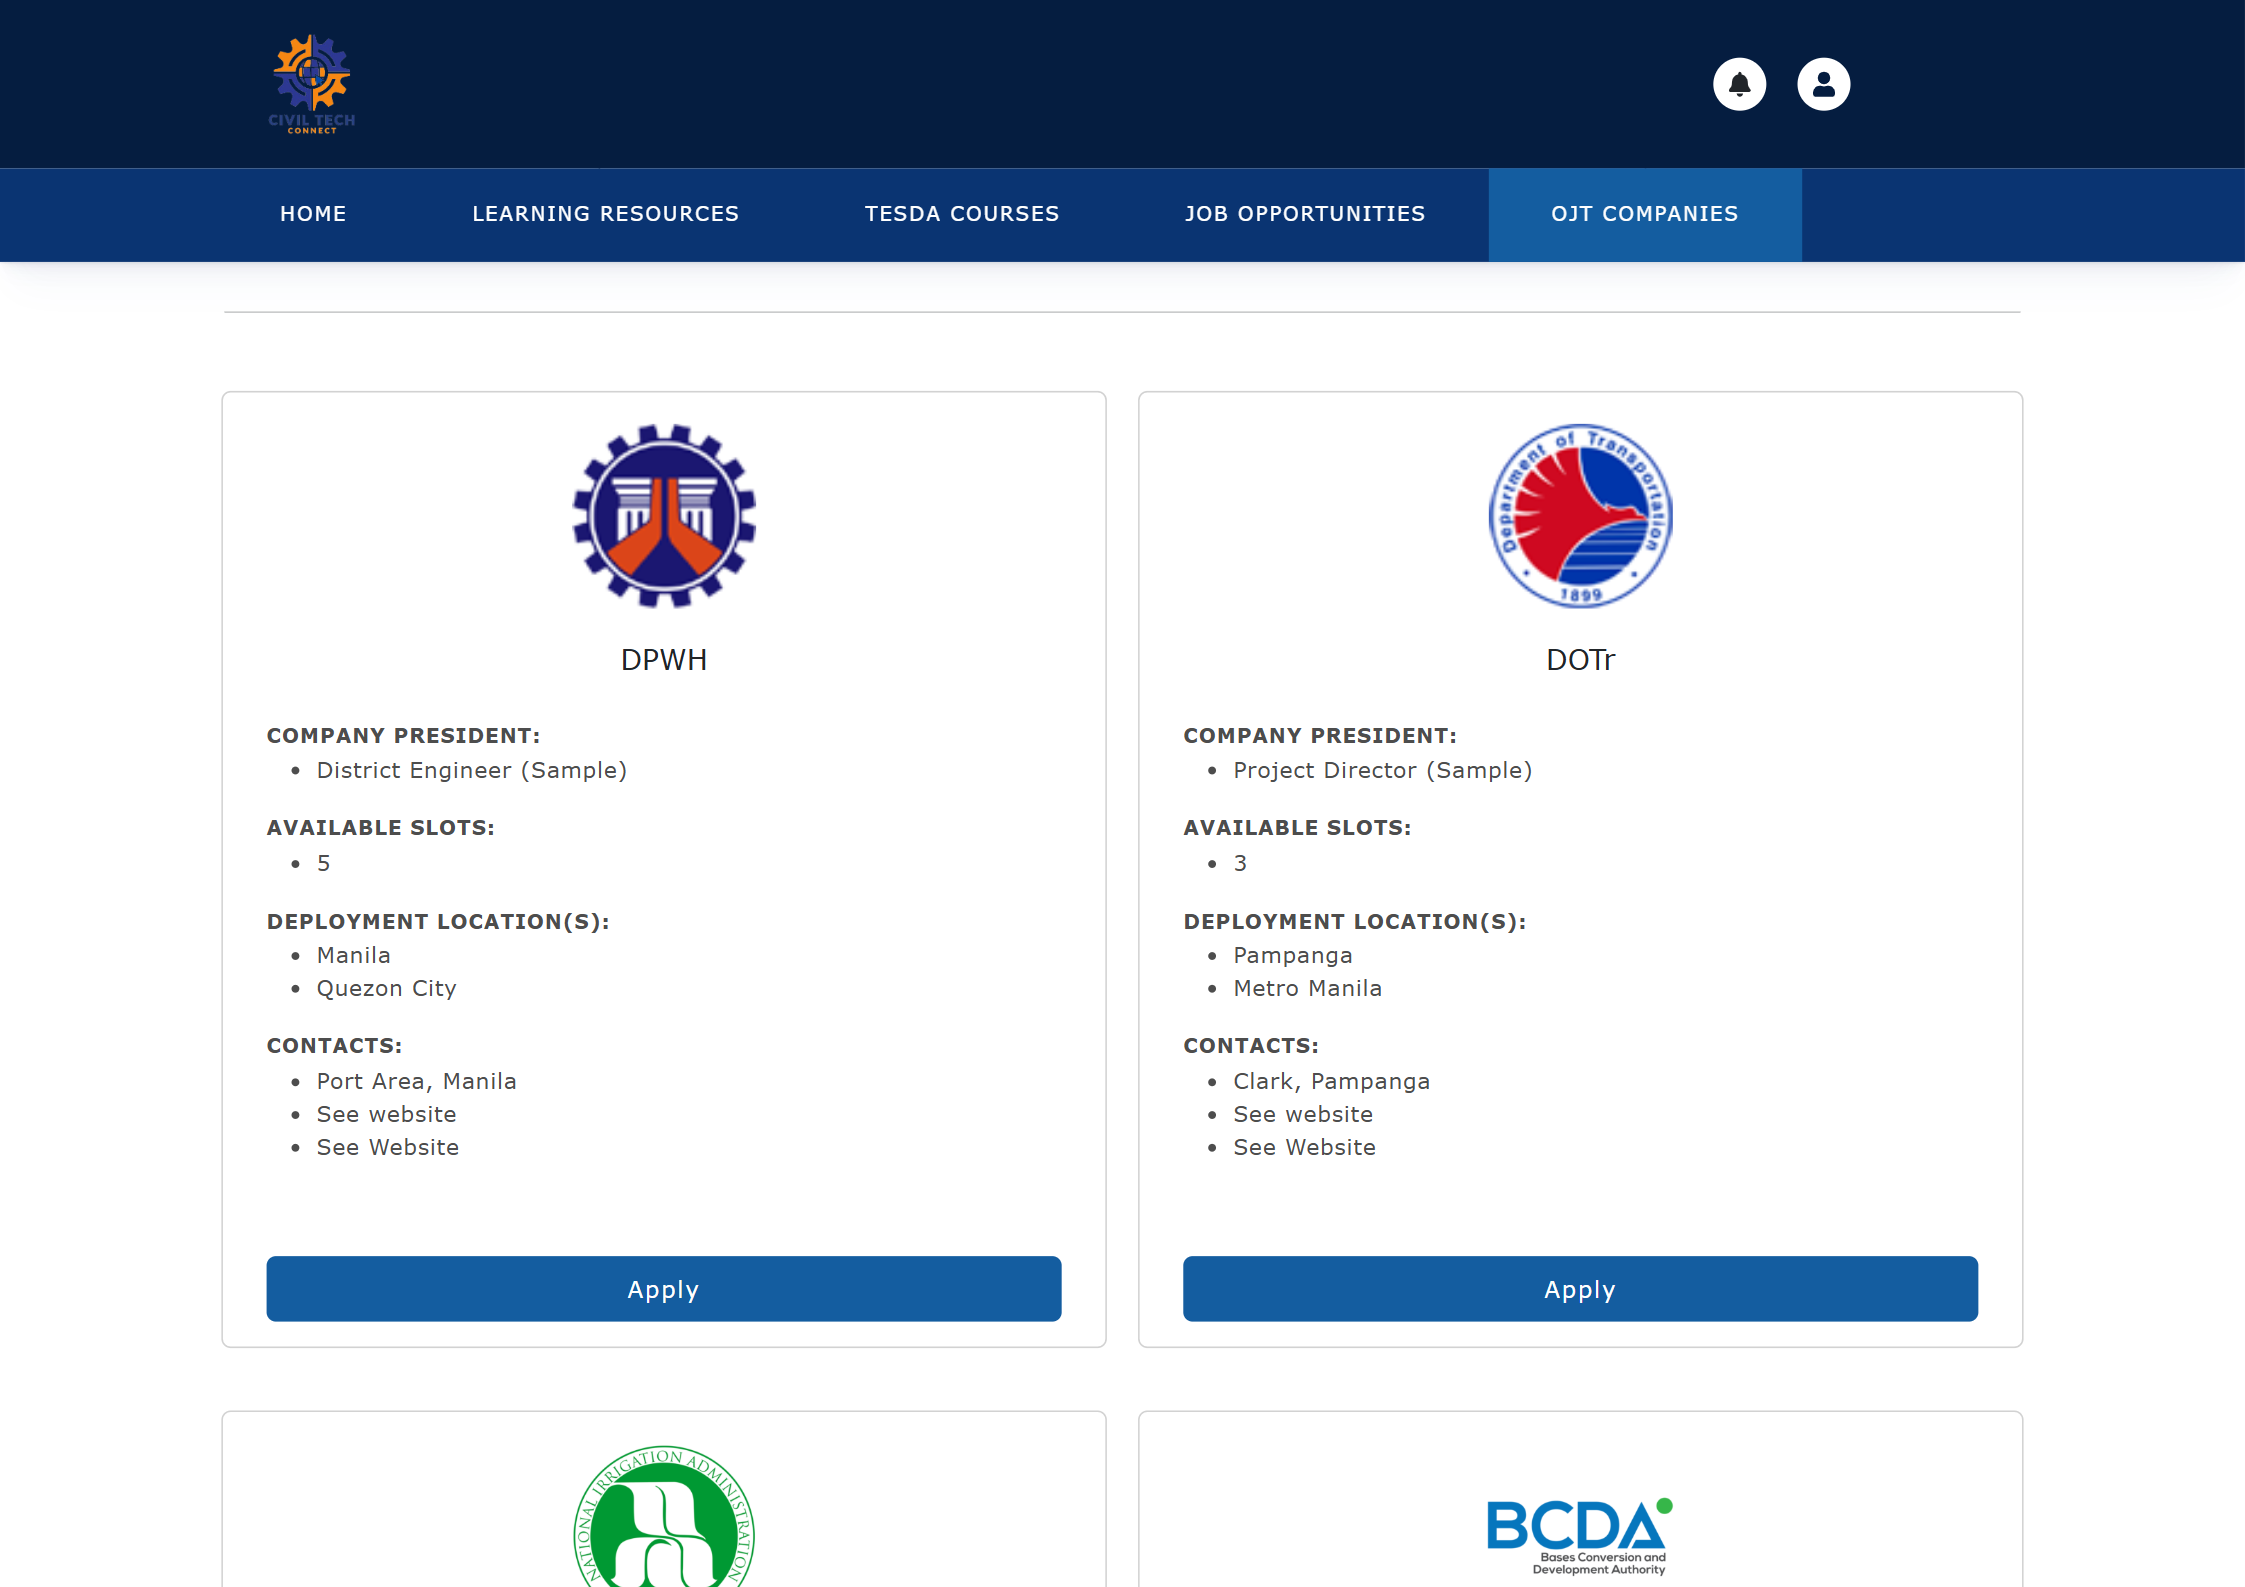 CIVIL TECH
CONNECT
HOME
LEARNING RESOURCES
TESDA COURSES
JOB OPPORTUNITIES
OJT COMPANIES
DPWH
COMPANY PRESIDENT:
• District Engineer (Sample)
AVAILABLE SLOTS:
• 5
DEPLOYMENT LOCATION(S):
• Manila
• Quezon City
CONTACTS:
• Port Area, Manila
• See website
• See Website
Apply
Department of Transportation
1899
DOTr
COMPANY PRESIDENT:
• Project Director (Sample)
AVAILABLE SLOTS:
• 3
DEPLOYMENT LOCATION(S):
• Pampanga
• Metro Manila
CONTACTS:
• Clark, Pampanga
• See website
• See Website
Apply
NATIONAL IRRIGATION ADMINISTRATION
BCDA
Bases Conversion and
Development Authority